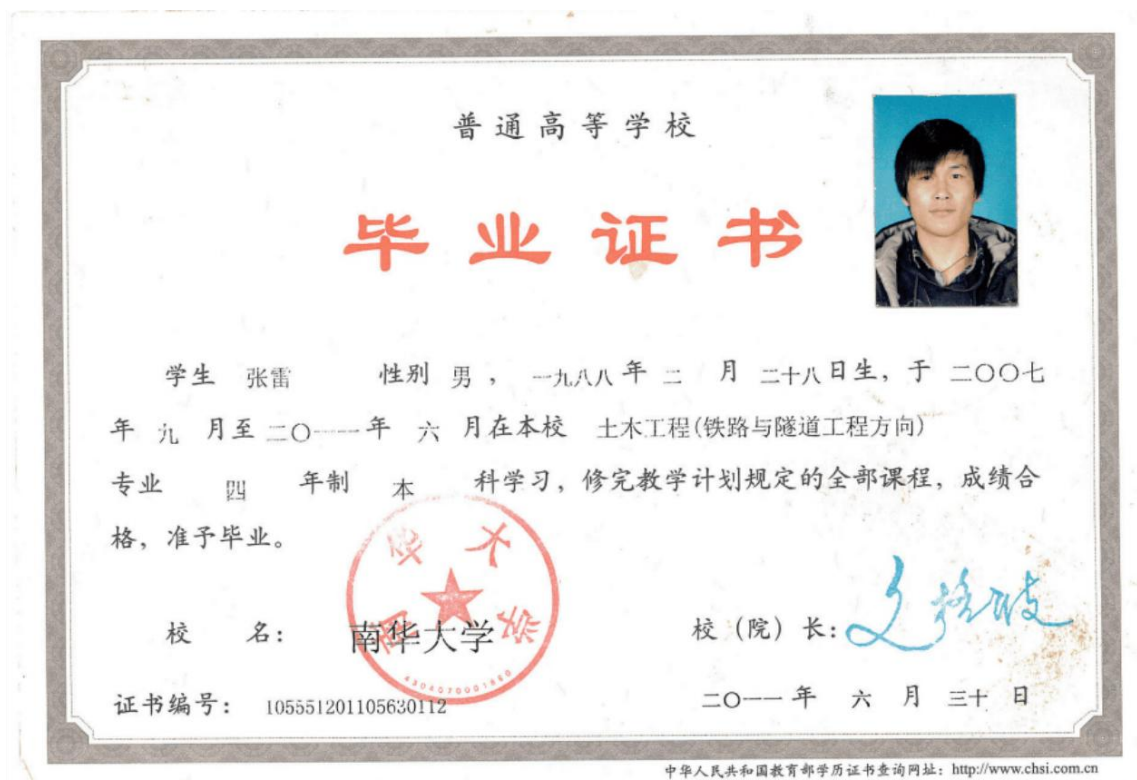 普通高等学校
毕业证书
学生 张雷 性别 男 ， 一九八八 年 二 月 二十八 日生，于 二〇〇七
年 九 月至 二〇一一 年 六 月在本校 土木工程(铁路与隧道工程方向)
专业 四 年制 本 科学习，修完教学计划规定的全部课程，成绩合
格，准予毕业。
南华大学
校 名： 南华大学 校（院）长：
证书编号： 105551201105630112 二〇一一 年 六 月 三十 日
中华人民共和国教育部学历证书查询网址：http://www.chsi.com.cn